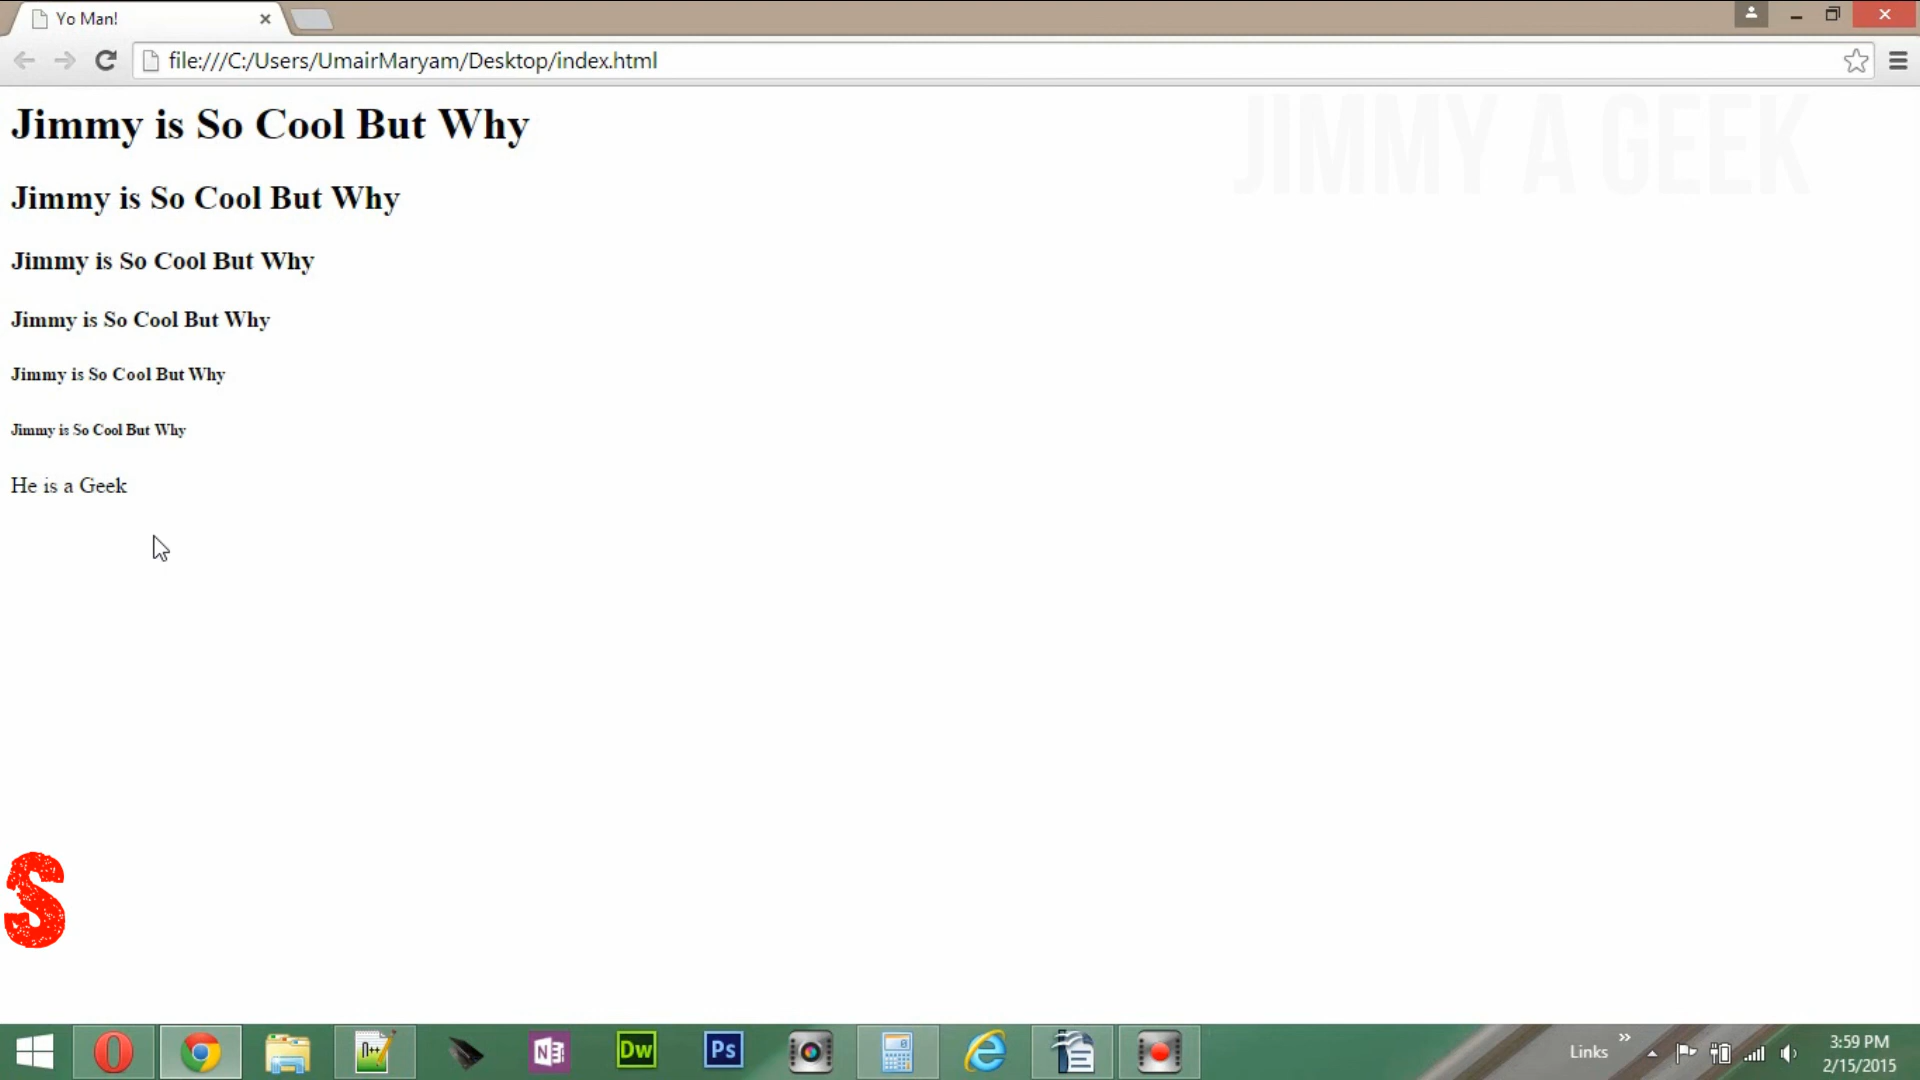 Yo Man!
file:///C:/Users/UmairMaryam/Desktop/index.html
JIMMY A GEEK
Jimmy is So Cool But Why
Jimmy is So Cool But Why
Jimmy is So Cool But Why
Jimmy is So Cool But Why
Jimmy is So Cool But Why
Jimmy is So Cool But Why
He is a Geek
S
N
Dw
Ps
Links
3:59 PM
2/15/2015